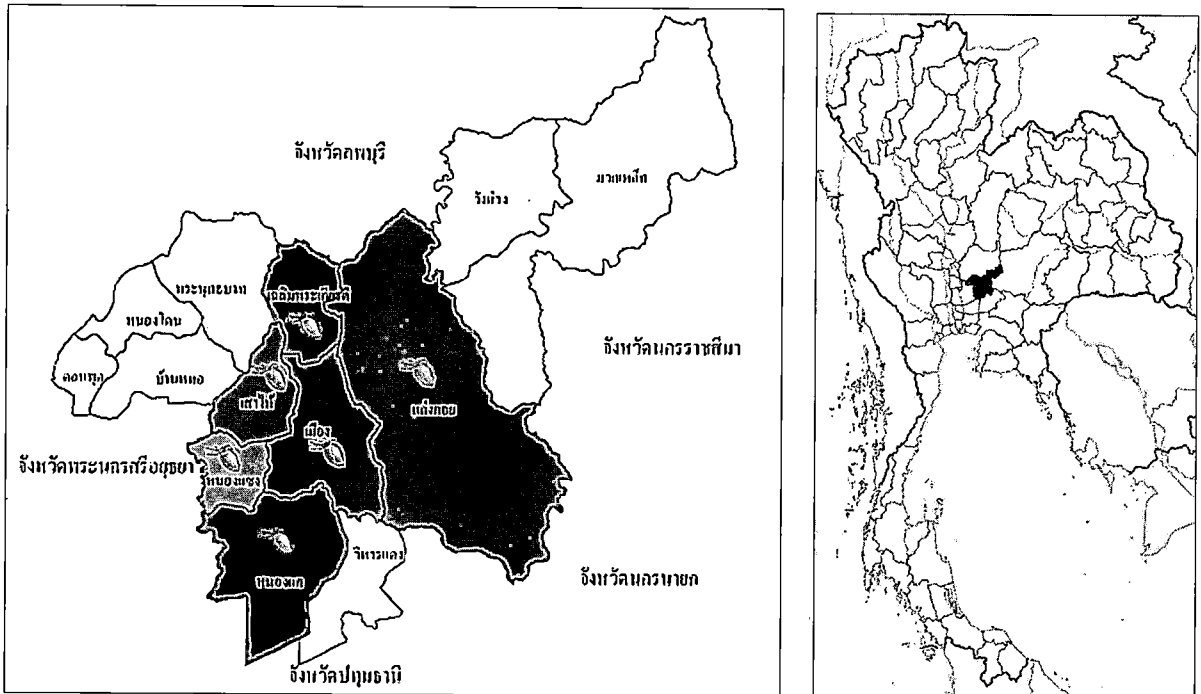 จังหวัดลพบุรี
มวกเหล็ก
วังม่วง
พระพุทธบาท
เฉลิมพระเกียรติ
หนองโดน
จังหวัดนครราชสีมา
ดอนพุด
บ้านหมอ
แก่งคอย
เสาไห้
เมือง
จังหวัดพระนครศรีอยุธยา
หนองแซง
วิหารแดง
หนองแค
จังหวัดนครนายก
จังหวัดปทุมธานี